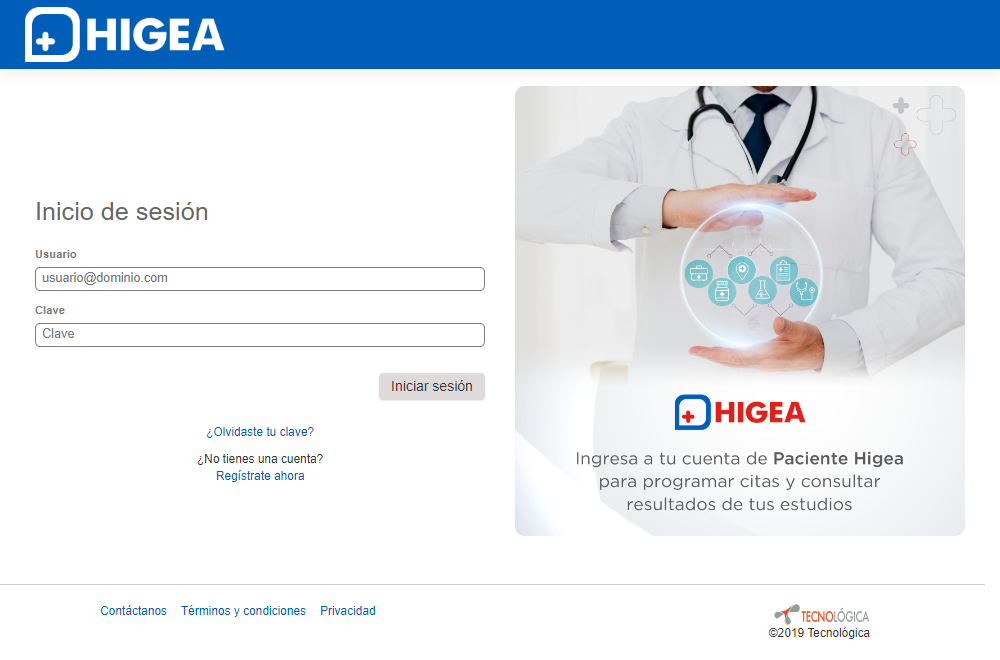 HIGEA
Inicio de sesión
Usuario
usuario@dominio.com
Clave
Clave
Iniciar sesión
¿Olvidaste tu clave?
¿No tienes una cuenta?
Regístrate ahora
HIGEA
Ingresa a tu cuenta de Paciente Higea
para programar citas y consultar
resultados de tus estudios
Contáctanos Términos y condiciones Privacidad
TECNOLÓGICA
©2019 Tecnológica